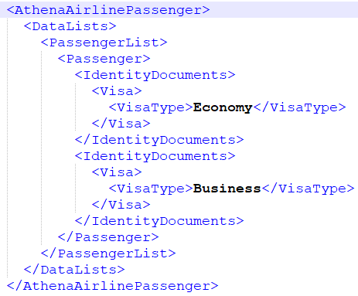 <AthenaAirlinePassenger>
  <DataLists>
    <PassengerList>
      <Passenger>
        <IdentityDocuments>
          <Visa>
            <VisaType>Economy</VisaType>
          </Visa>
        </IdentityDocuments>
        <IdentityDocuments>
          <Visa>
            <VisaType>Business</VisaType>
          </Visa>
        </IdentityDocuments>
      </Passenger>
    </PassengerList>
  </DataLists>
</AthenaAirlinePassenger>